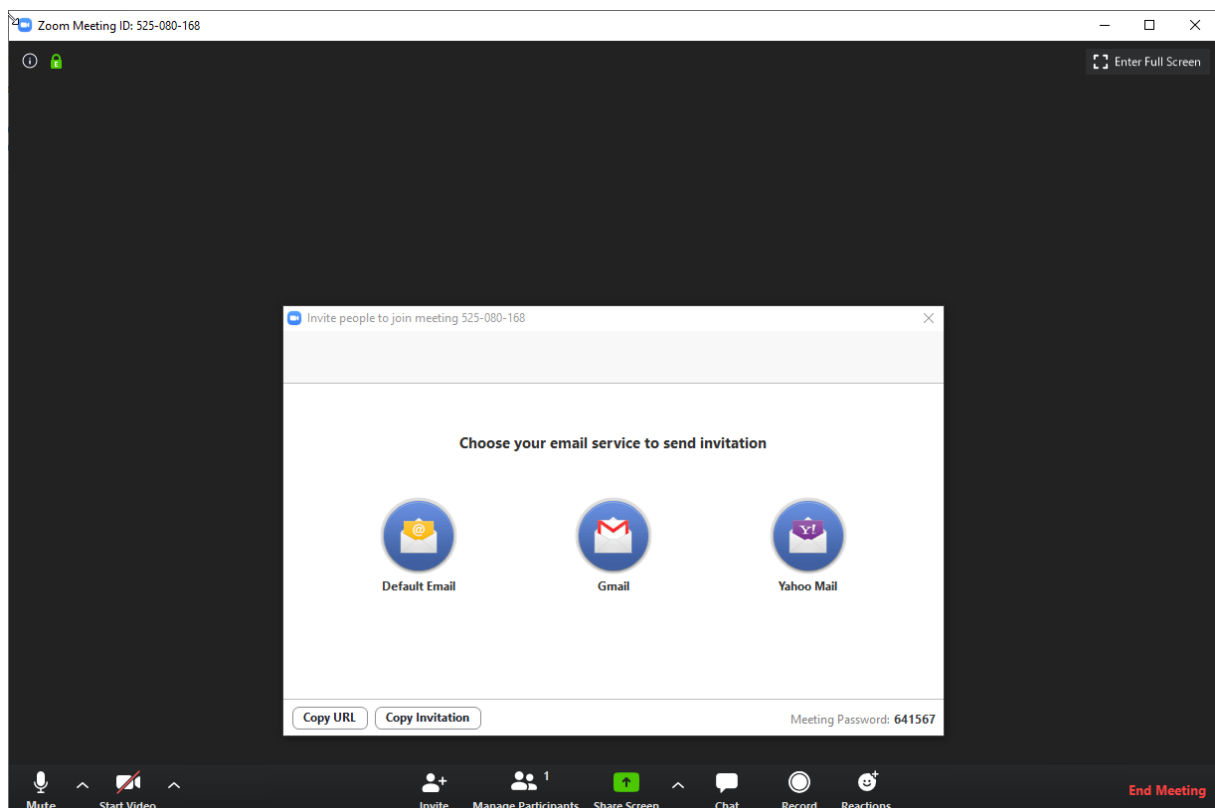 Zoom Meeting ID: 525-080-168
Enter Full Screen
Invite people to join meeting 525-080-168
Choose your email service to send invitation
@
Y!
Default Email Gmail Yahoo Mail
Copy URL Copy Invitation Meeting Password: 641567
1
Mute Start Video Invite Manage Participants Share Screen Chat Record Reactions End Meeting